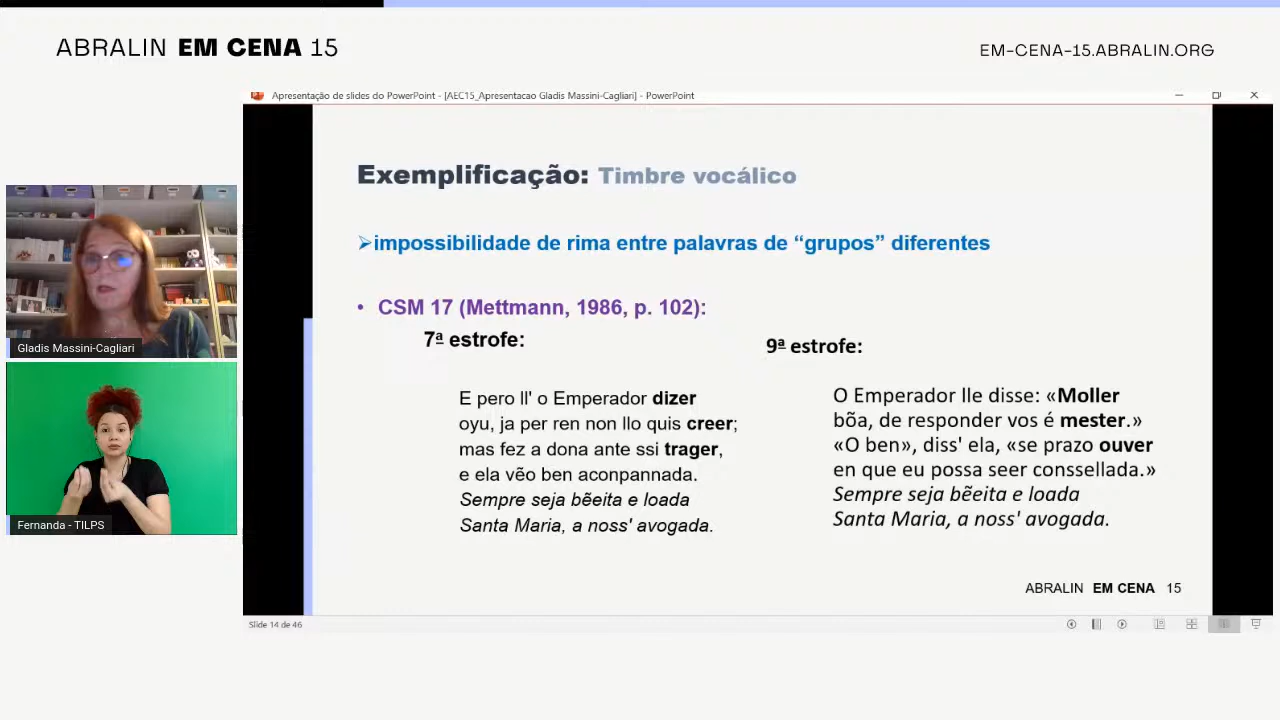 ABRALIN EM CENA 15
EM-CENA-15.ABRALIN.ORG
Apresentação de slides do PowerPoint - [AEC15_Apresentacao Gladis Massini-Cagliari] - PowerPoint
Exemplificação: Timbre vocálico
➢impossibilidade de rima entre palavras de “grupos” diferentes
• CSM 17 (Mettmann, 1986, p. 102):
7ª estrofe:
E pero ll' o Emperador dizer
oyu, ja per ren non llo quis creer;
mas fez a dona ante ssi trager,
e ela vẽo ben aconpannada.
Sempre seja bẽeita e loada
Santa Maria, a noss' avogada.
9ª estrofe:
O Emperador lle disse: «Moller
bõa, de responder vos é mester.»
«O ben», diss' ela, «se prazo ouver
en que eu possa seer conssellada.»
Sempre seja bẽeita e loada
Santa Maria, a noss' avogada.
ABRALIN EM CENA 15
Slide 14 de 46
Gladis Massini-Cagliari
Fernanda - TILPS